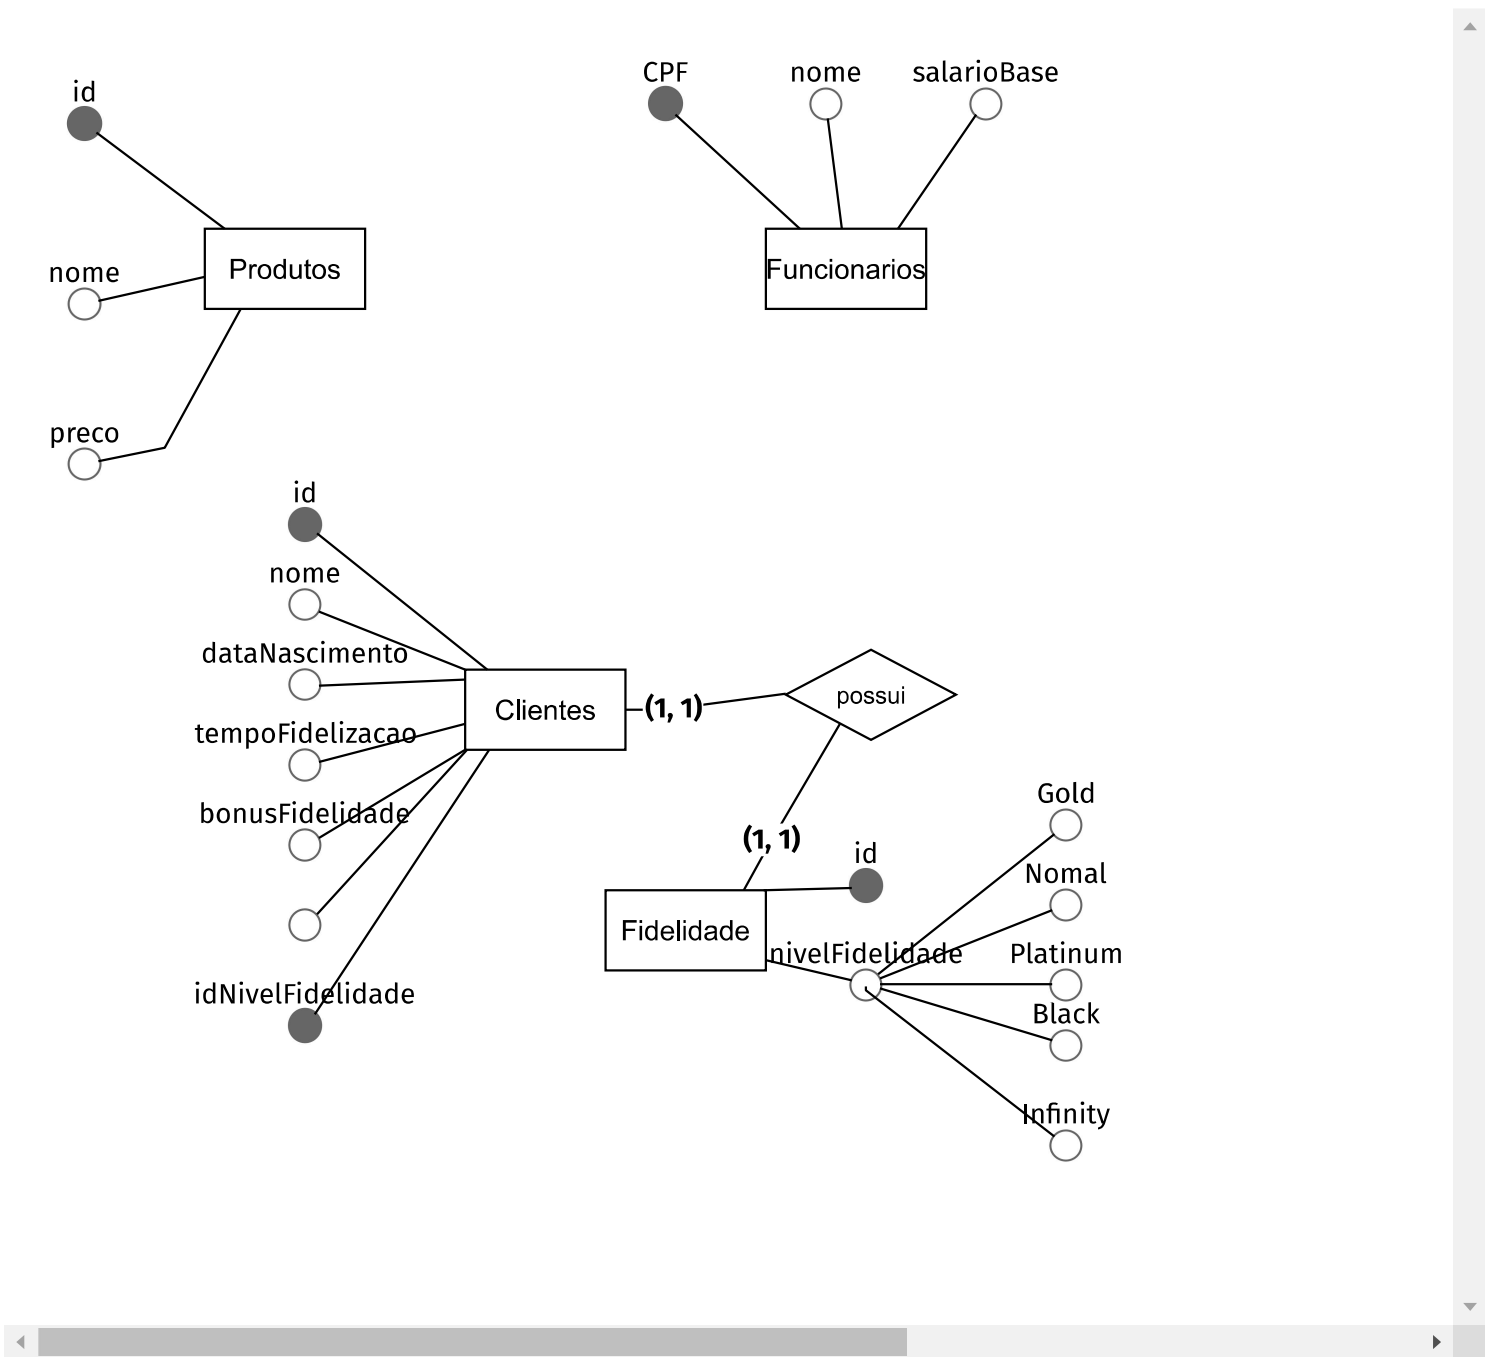 id
nome
preco
Produtos
CPF
nome
salarioBase
Funcionarios
id
nome
dataNascimento
tempoFidelizacao
bonusFidelidade
idNivelFidelidade
Clientes
(1, 1)
possui
(1, 1)
Fidelidade
id
nivelFidelidade
Gold
Nomal
Platinum
Black
Infinity